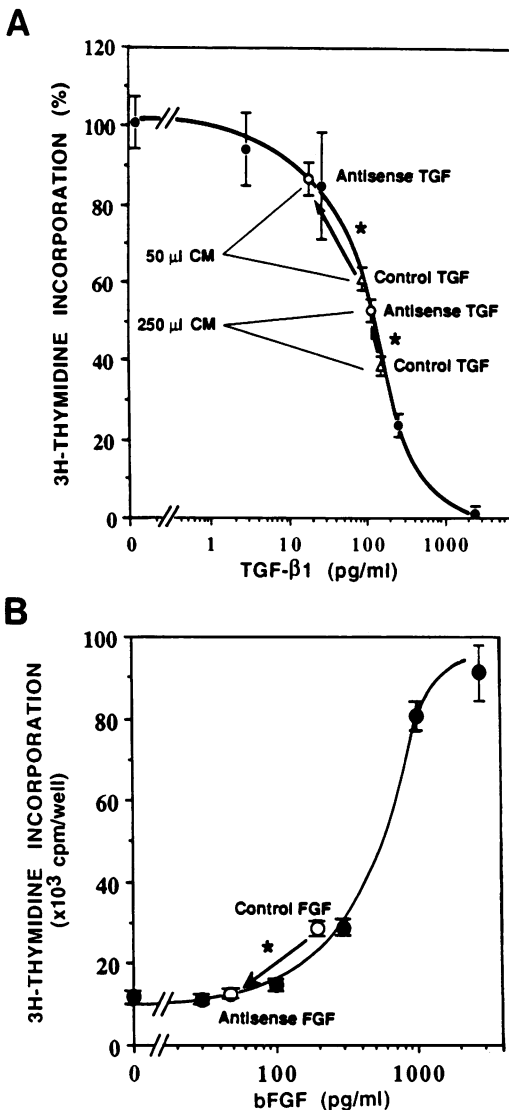 A
3H-THYMIDINE INCORPORATION (%)
120
100
80
60
40
20
0
Antisense TGF
*
50 µl CM
Control TGF
Antisense TGF
250 µl CM
*
Control TGF
0
1
10
100
1000
TGF-β1 (pg/ml)
B
3H-THYMIDINE INCORPORATION
(x10³ cpm/well)
100
80
60
40
20
0
Control FGF
*
Antisense FGF
0
100
1000
bFGF (pg/ml)